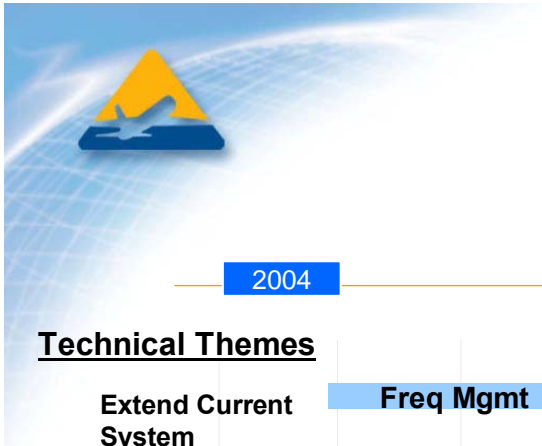 2004
Technical Themes
Extend Current
System
Freq Mgmt